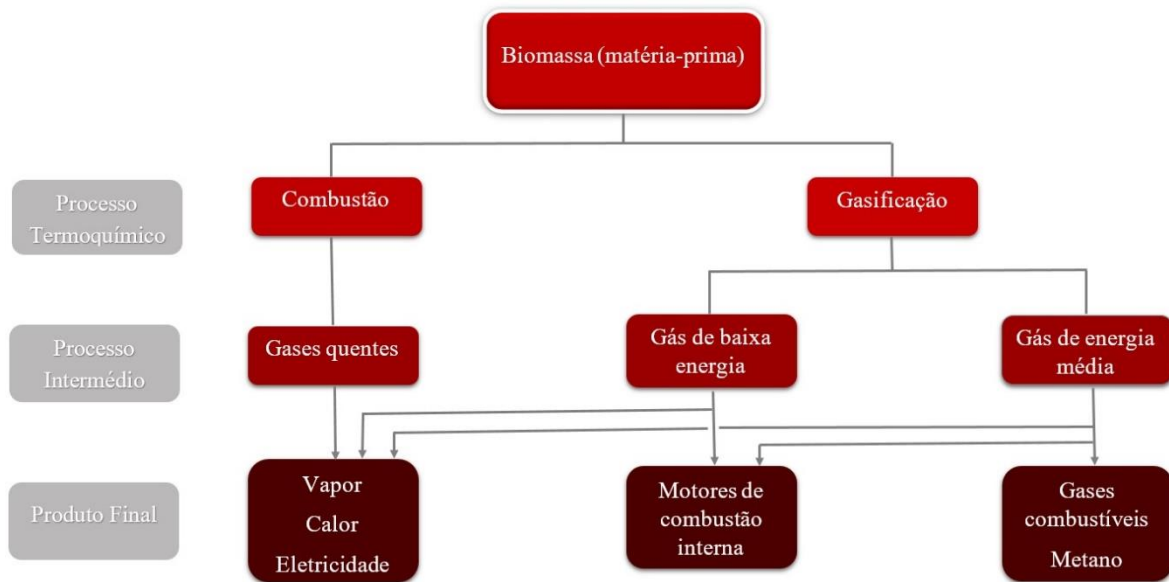 Biomassa (matéria-prima)
Processo
Termoquímico
Combustão
Gasificação
Processo
Intermédio
Gases quentes
Gás de baixa
energia
Gás de energia
média
Produto Final
Vapor
Calor
Eletricidade
Motores de
combustão
interna
Gases
combustíveis
Metano